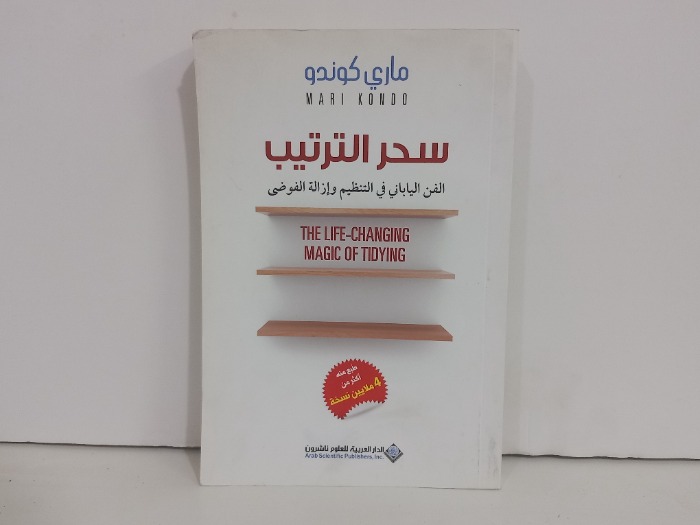 ماري كوندو
MARI KONDO
سحر الترتيب
الفن الياباني في التنظيم وإزالة الفوضى
THE LIFE-CHANGING
MAGIC OF TIDYING
طبع منه
أكثر من
4 ملايين نسخة
الدار العربية للعلوم ناشرون
Arab Scientific Publishers, Inc.